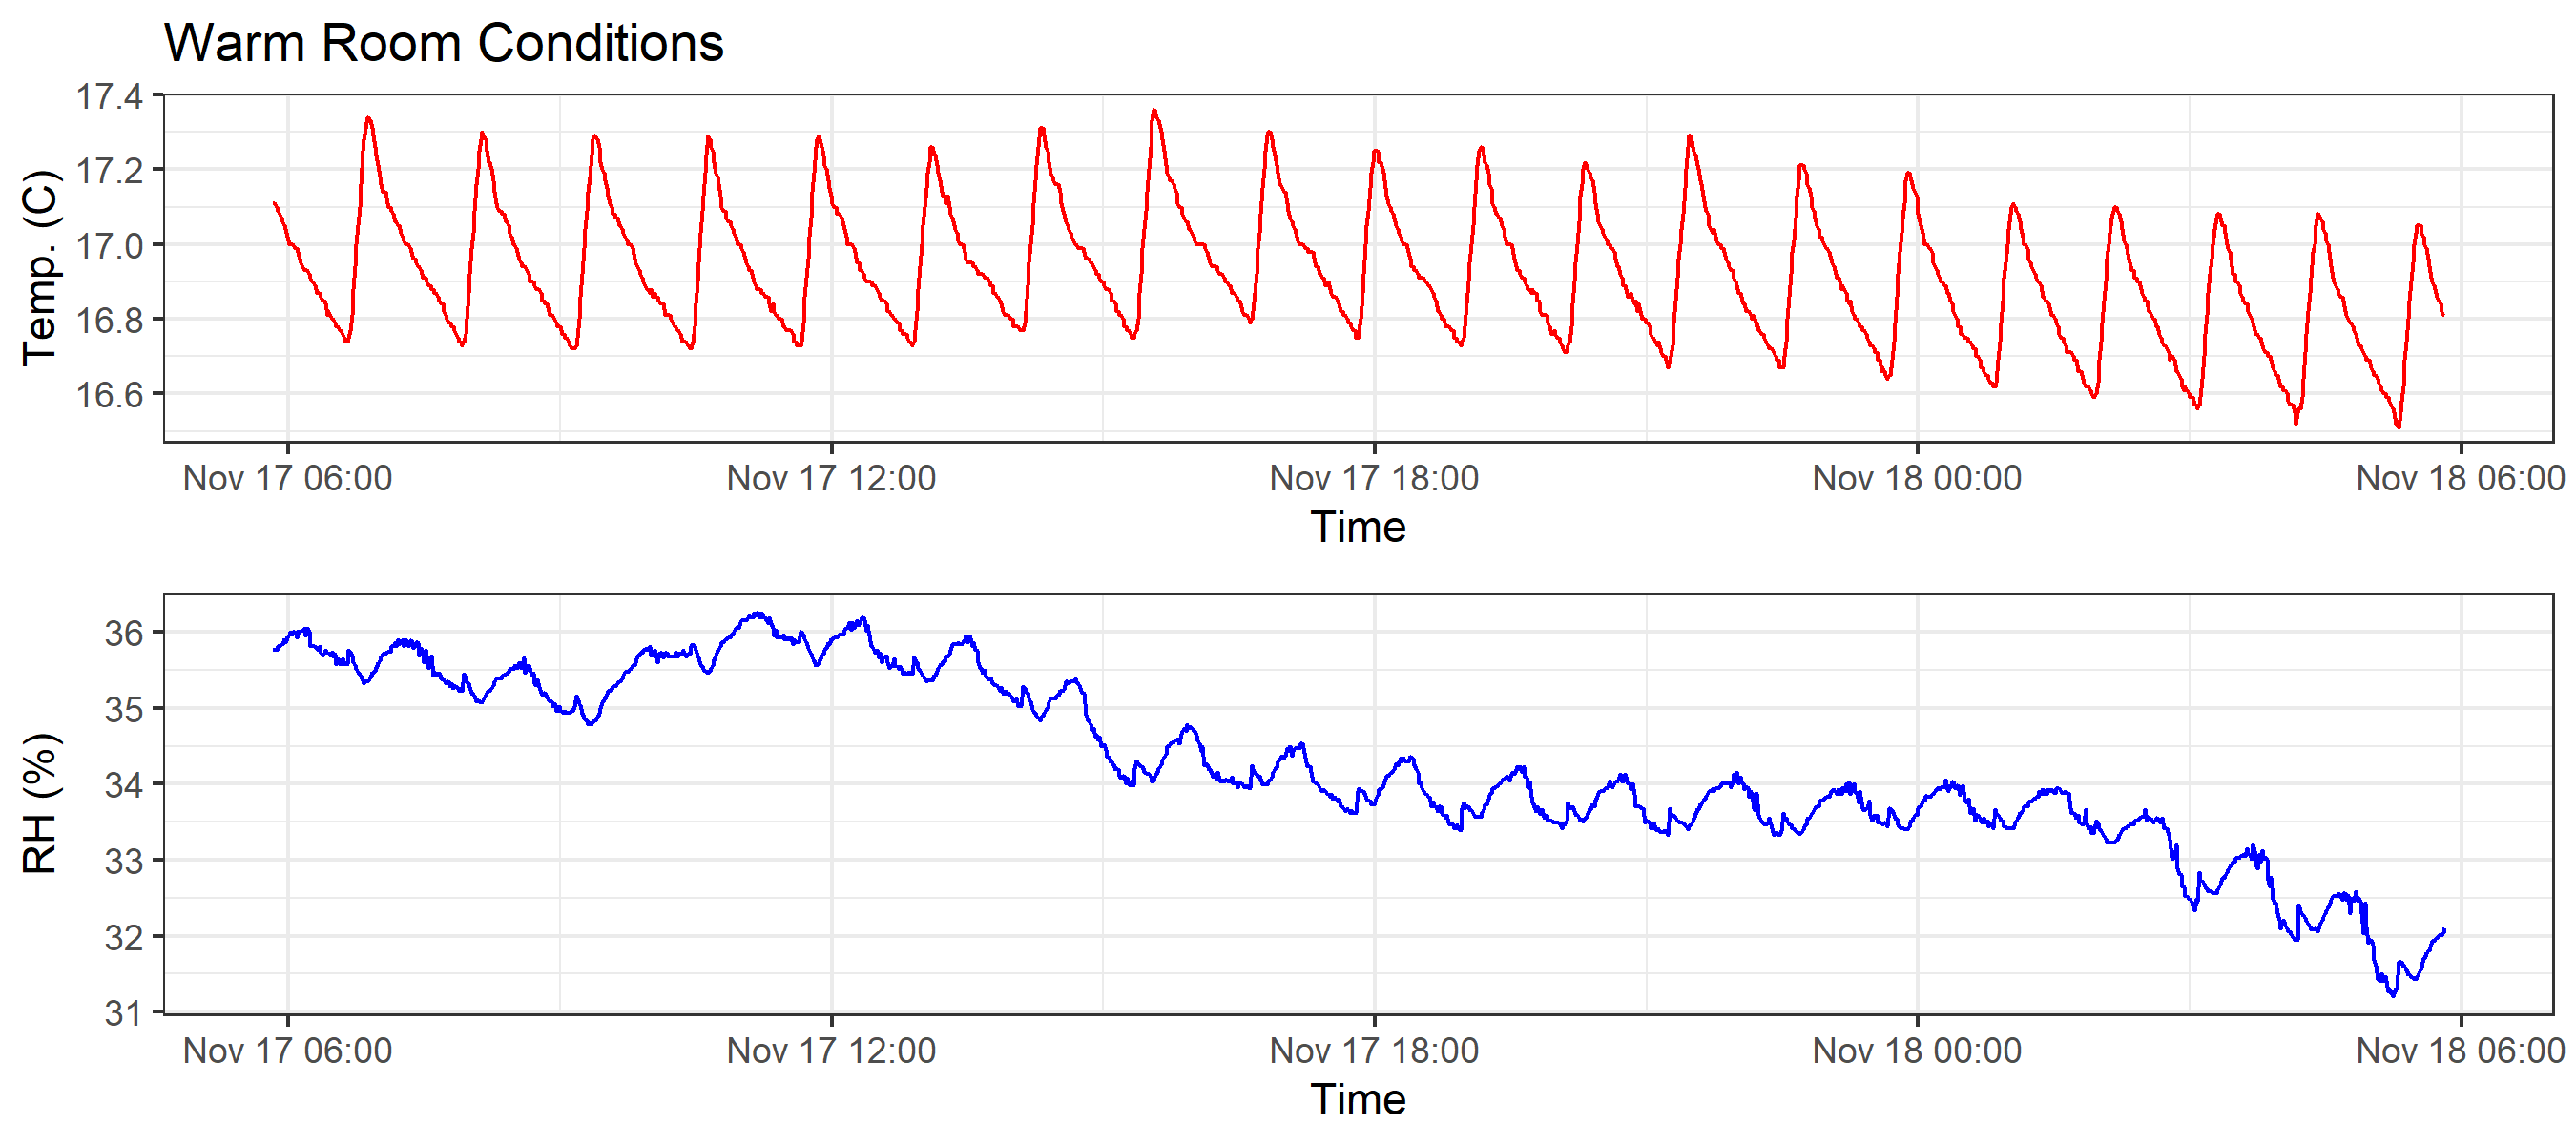 Warm Room Conditions
Temp. (C)
17.4
17.2
17.0
16.8
16.6
Nov 17 06:00 Nov 17 12:00 Nov 17 18:00 Nov 18 00:00 Nov 18 06:00
Time
RH (%)
36
35
34
33
32
31
Nov 17 06:00 Nov 17 12:00 Nov 17 18:00 Nov 18 00:00 Nov 18 06:00
Time